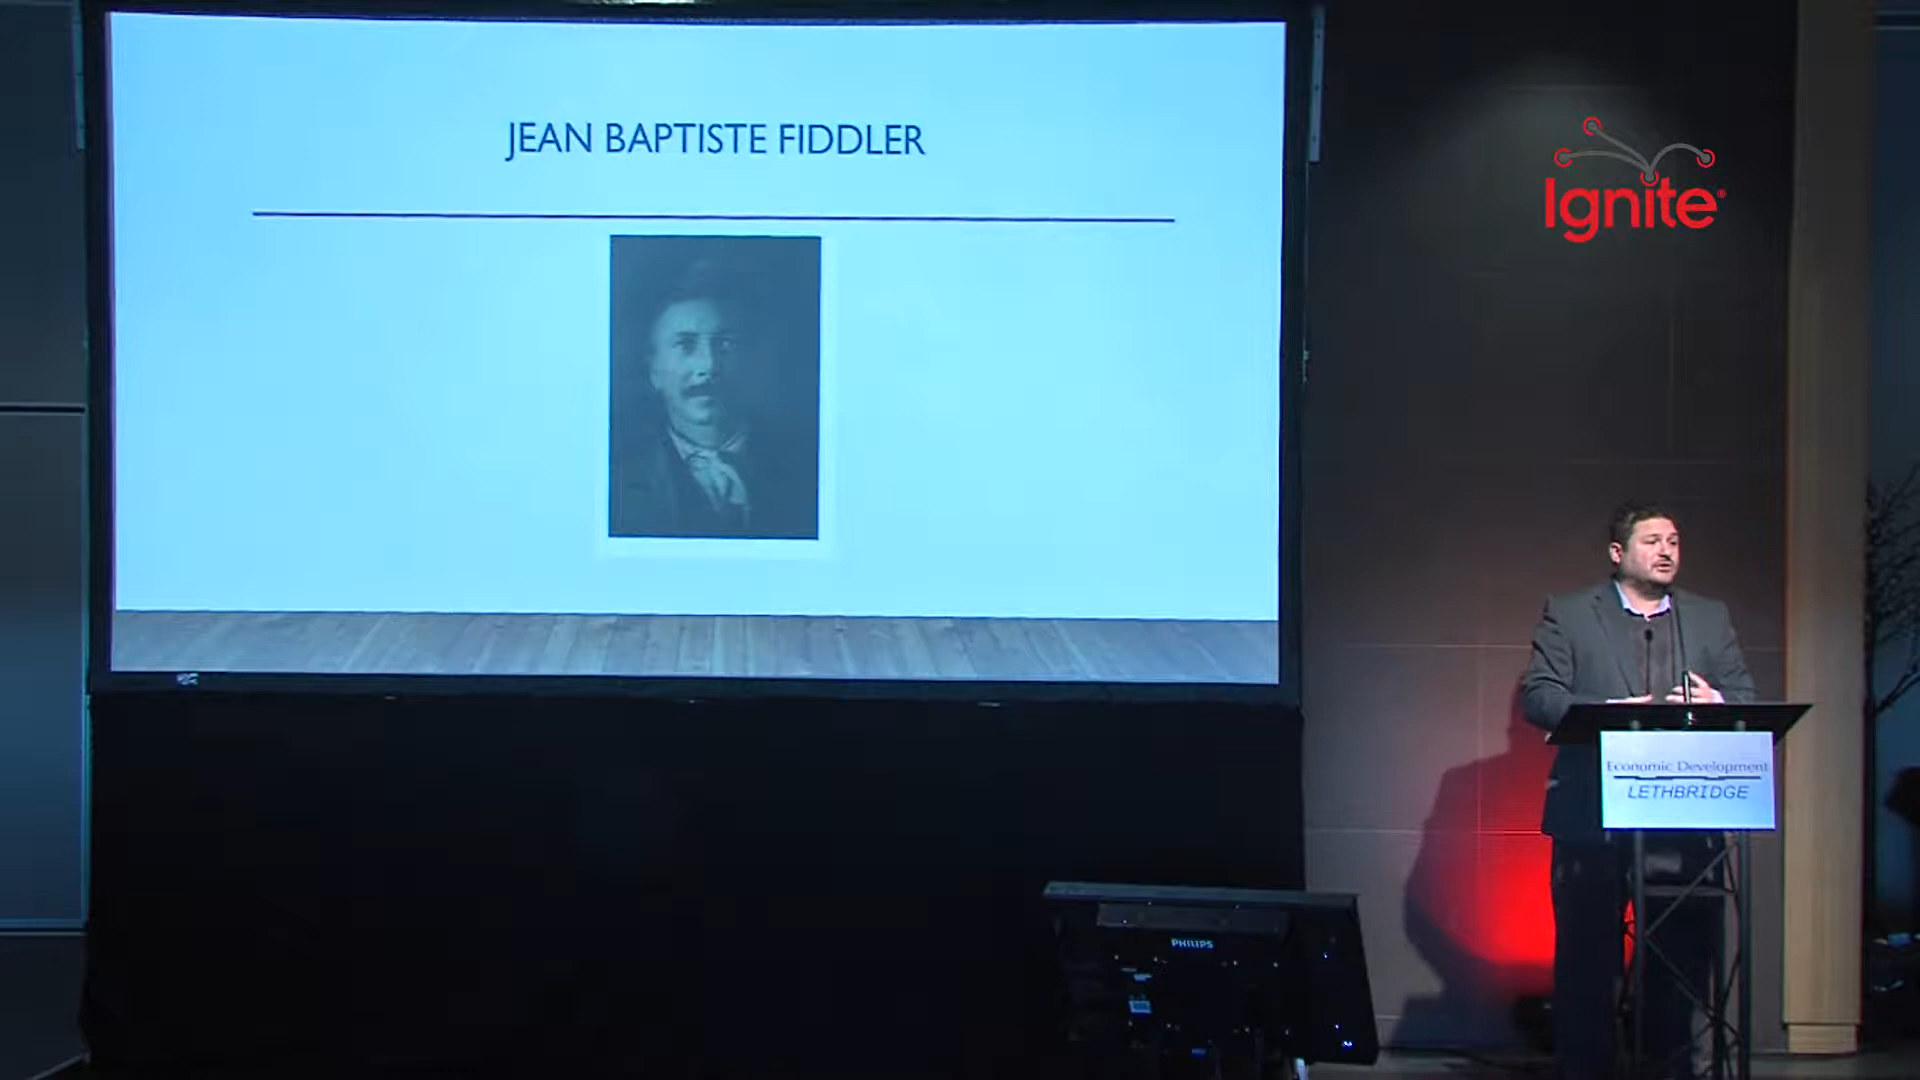 JEAN BAPTISTE FIDDLER
Ignite
Economic Development
LETHBRIDGE
PHILIPS